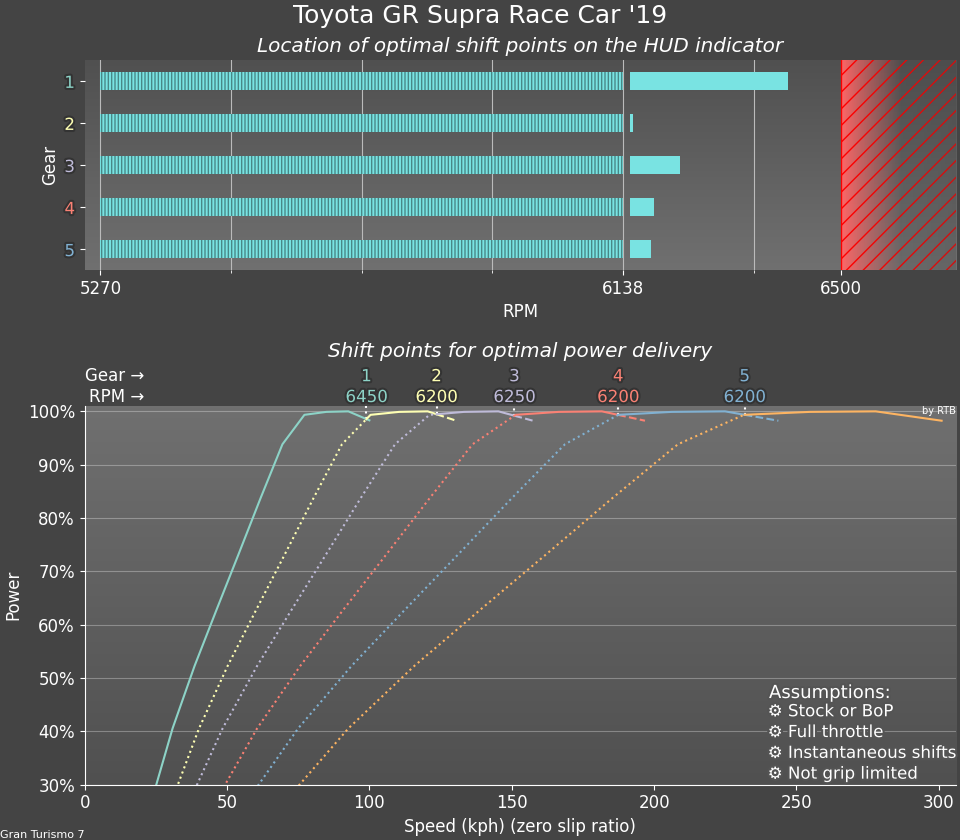 Toyota GR Supra Race Car '19
Location of optimal shift points on the HUD indicator
Gear
1
2
3
4
5
5270 6138 6500
RPM
Shift points for optimal power delivery
Gear → 1 2 3 4 5
RPM → 6450 6200 6250 6200 6200
by RTB
Power
100%
90%
80%
70%
60%
50%
40%
30%
Assumptions:
⚙ Stock or BoP
⚙ Full throttle
⚙ Instantaneous shifts
⚙ Not grip limited
0 50 100 150 200 250 300
Speed (kph) (zero slip ratio)
Gran Turismo 7